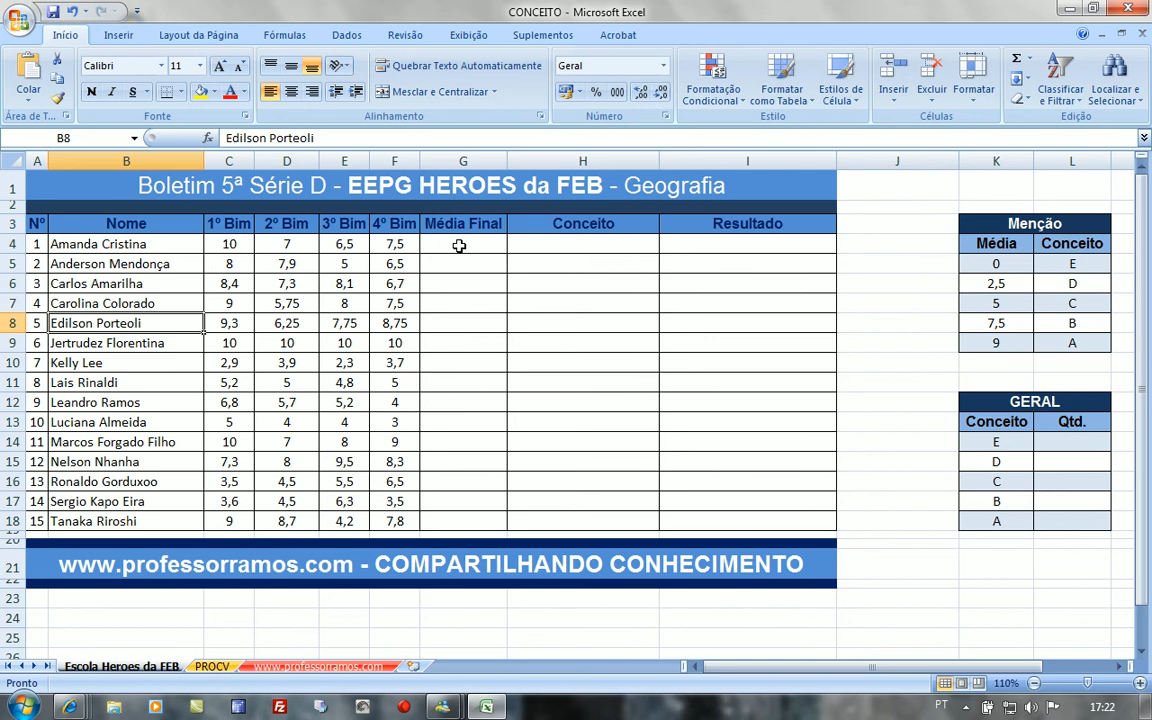 CONCEITO - Microsoft Excel
Início Inserir Layout da Página Fórmulas Dados Revisão Exibição Suplementos Acrobat
Colar
Calibri 11
N I S
Quebrar Texto Automaticamente
Mesclar e Centralizar
Geral
% 000
Formatação Condicional
Formatar como Tabela
Estilos de Célula
Inserir
Excluir
Formatar
Classificar e Filtrar
Localizar e Selecionar
Área de T... Fonte Alinhamento Número Estilo Células Edição
B8 fx Edilson Porteoli
A B C D E F G H I J K L
1 Boletim 5ª Série D - EEPG HEROES da FEB - Geografia
2
3 Nº Nome 1º Bim 2º Bim 3º Bim 4º Bim Média Final Conceito Resultado Menção
4 1 Amanda Cristina 10 7 6,5 7,5 Média Conceito
5 2 Anderson Mendonça 8 7,9 5 6,5 0 E
6 3 Carlos Amarilha 8,4 7,3 8,1 6,7 2,5 D
7 4 Carolina Colorado 9 5,75 8 7,5 5 C
8 5 Edilson Porteoli 9,3 6,25 7,75 8,75 7,5 B
9 6 Jertrudez Florentina 10 10 10 10 9 A
10 7 Kelly Lee 2,9 3,9 2,3 3,7
11 8 Lais Rinaldi 5,2 5 4,8 5
12 9 Leandro Ramos 6,8 5,7 5,2 4 GERAL
13 10 Luciana Almeida 5 4 4 3 Conceito Qtd.
14 11 Marcos Forgado Filho 10 7 8 9 E
15 12 Nelson Nhanha 7,3 8 9,5 8,3 D
16 13 Ronaldo Gorduxoo 3,5 4,5 5,5 6,5 C
17 14 Sergio Kapo Eira 3,6 4,5 6,3 3,5 B
18 15 Tanaka Riroshi 9 8,7 4,2 7,8 A
19
20
21 www.professorramos.com - COMPARTILHANDO CONHECIMENTO
22
23
24
25
26
Escola Heroes da FEB PROCV www.professorramos.com
Pronto 110%
PT 17:22